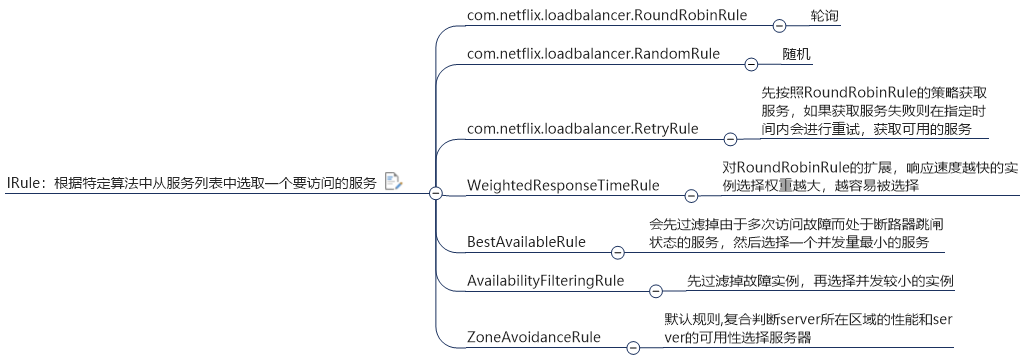 com.netflix.loadbalancer.RoundRobinRule 轮询
com.netflix.loadbalancer.RandomRule 随机
com.netflix.loadbalancer.RetryRule
先按照RoundRobinRule的策略获取
服务，如果获取服务失败则在指定时
间内会进行重试，获取可用的服务
IRule：根据特定算法中从服务列表中选取一个要访问的服务
WeightedResponseTimeRule
对RoundRobinRule的扩展，响应速度越快的实
例选择权重越大，越容易被选择
BestAvailableRule
会先过滤掉由于多次访问故障而处于断路器跳闸
状态的服务，然后选择一个并发量最小的服务
AvailabilityFilteringRule 先过滤掉故障实例，再选择并发较小的实例
ZoneAvoidanceRule
默认规则,复合判断server所在区域的性能和ser
ver的可用性选择服务器